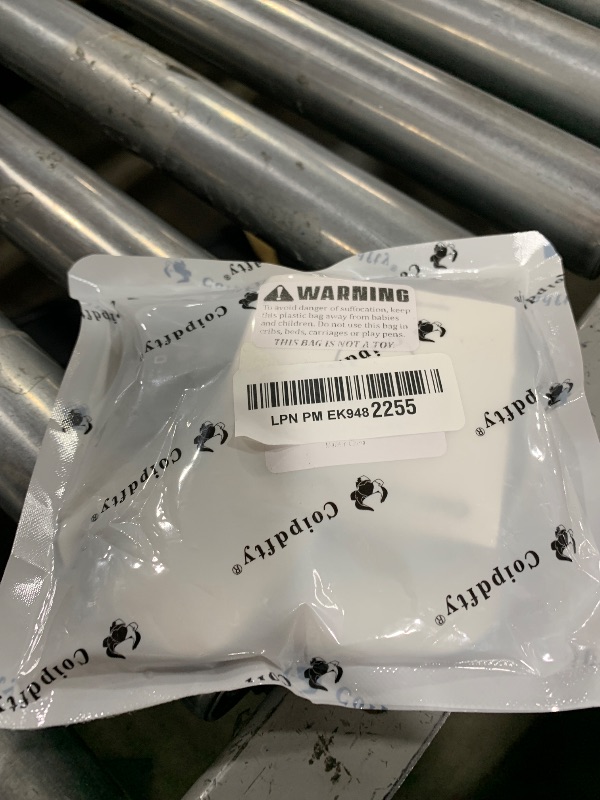 WARNING
To avoid danger of suffocation, keep
this plastic bag away from babies
and children. Do not use this bag in
cribs, beds, carriages or play pens.
THIS BAG IS NOT A TOY.
LPN PM EK948 2255
Coipdfty
Coipdfty®
Coipdfty®
Coipdfty®
Coipdfty®
Coipdfty